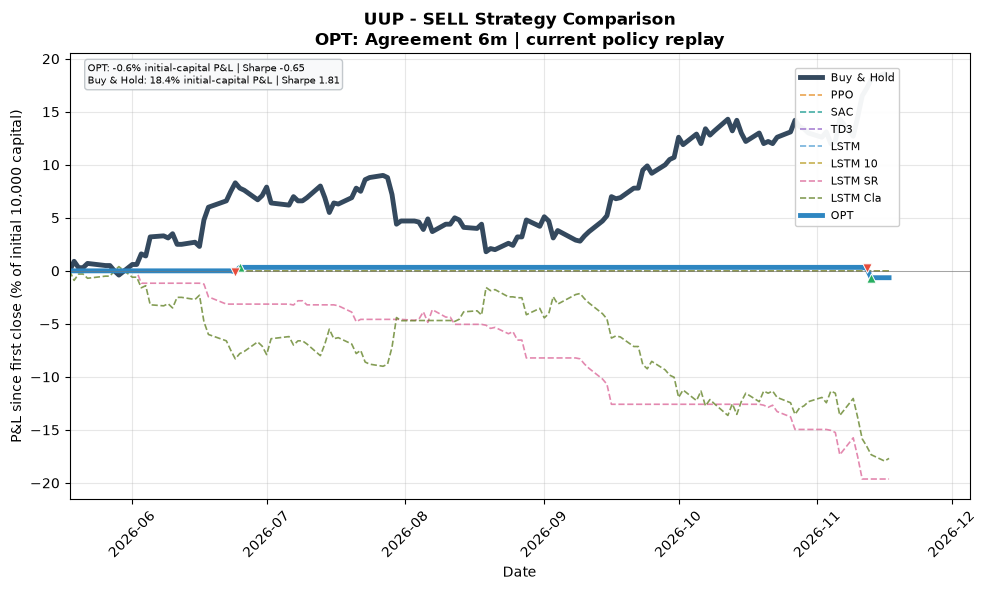 UUP - SELL Strategy Comparison
OPT: Agreement 6m | current policy replay
OPT: -0.6% initial-capital P&L | Sharpe -0.65
Buy & Hold: 18.4% initial-capital P&L | Sharpe 1.81
Buy & Hold
PPO
SAC
TD3
LSTM
LSTM 10
LSTM SR
LSTM Cla
OPT
P&L since first close (% of initial 10,000 capital)
20
15
10
5
0
−5
−10
−15
−20
2026-06
2026-07
2026-08
2026-09
2026-10
2026-11
2026-12
Date